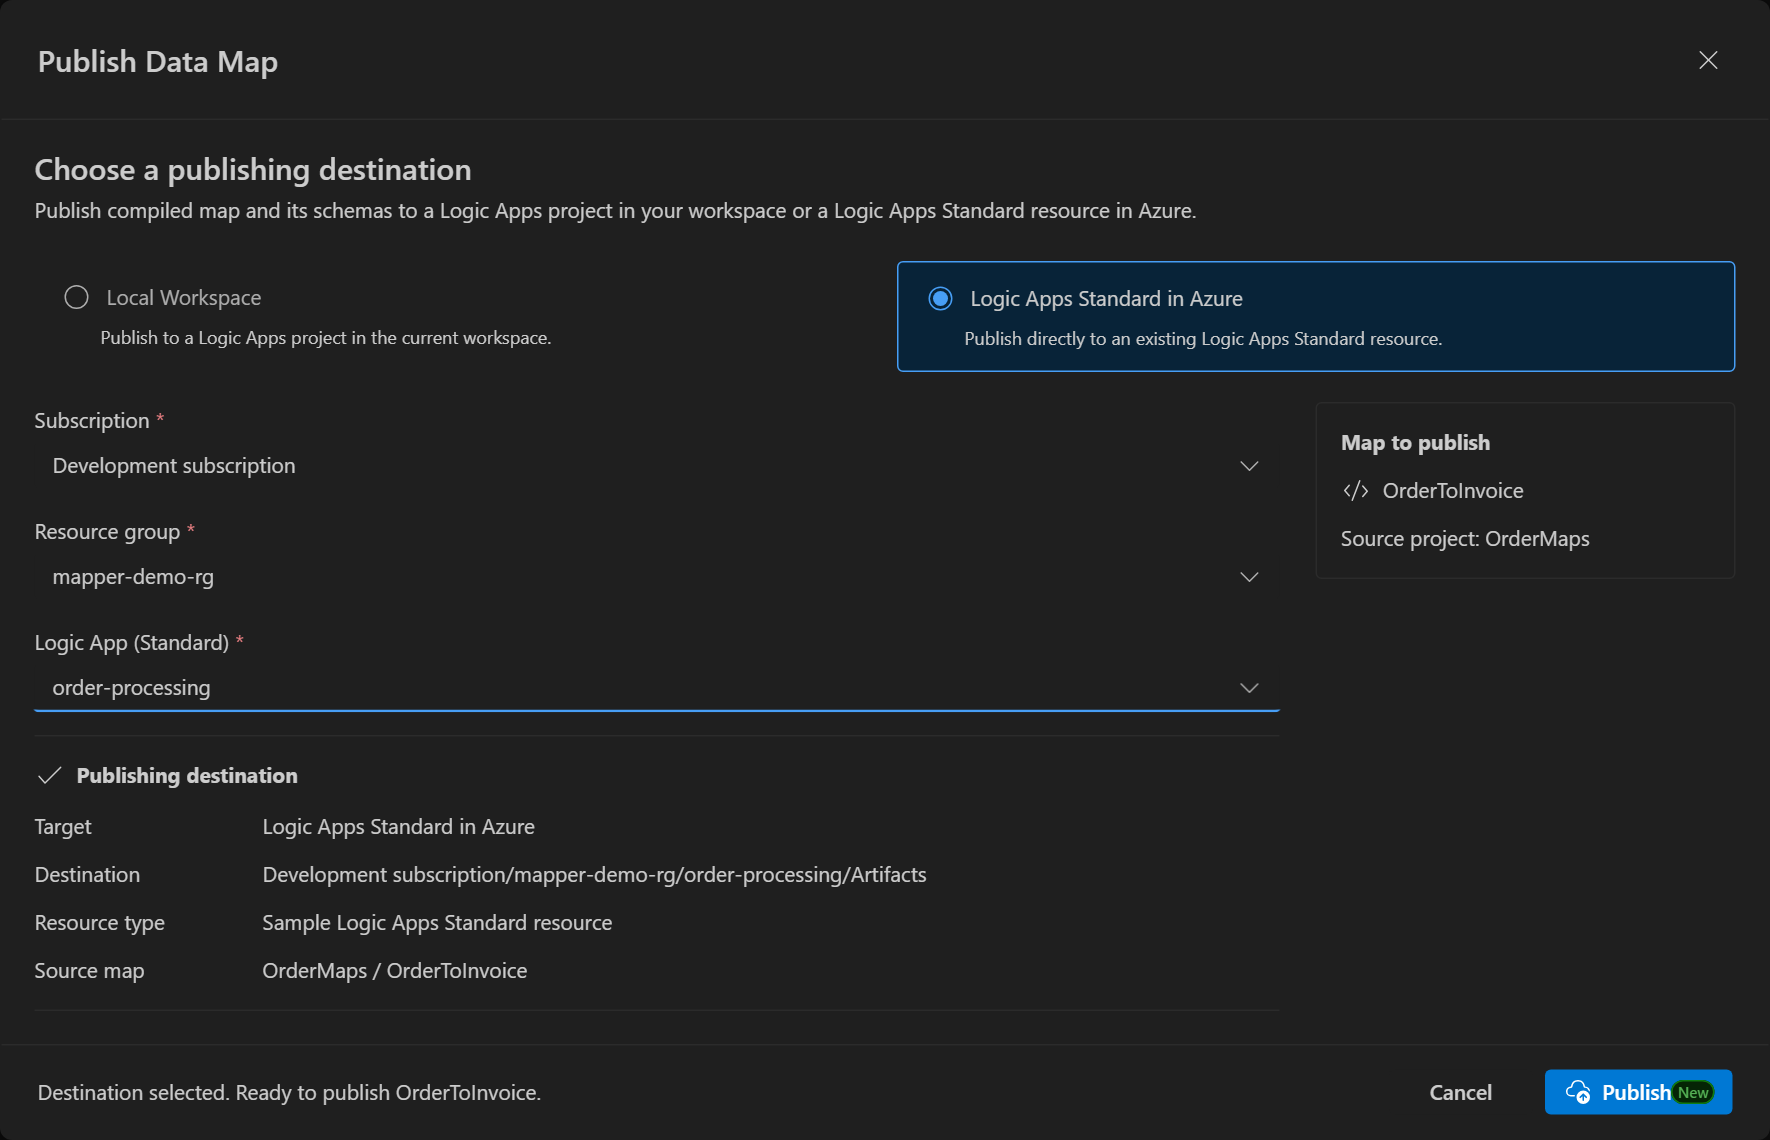 Publish Data Map
Choose a publishing destination
Publish compiled map and its schemas to a Logic Apps project in your workspace or a Logic Apps Standard resource in Azure.
Local Workspace
Publish to a Logic Apps project in the current workspace.
Logic Apps Standard in Azure
Publish directly to an existing Logic Apps Standard resource.
Subscription *
Development subscription
Resource group *
mapper-demo-rg
Logic App (Standard) *
order-processing
Map to publish
</> OrderToInvoice
Source project: OrderMaps
Publishing destination
Target Logic Apps Standard in Azure
Destination Development subscription/mapper-demo-rg/order-processing/Artifacts
Resource type Sample Logic Apps Standard resource
Source map OrderMaps / OrderToInvoice
Destination selected. Ready to publish OrderToInvoice.
Cancel
Publish New